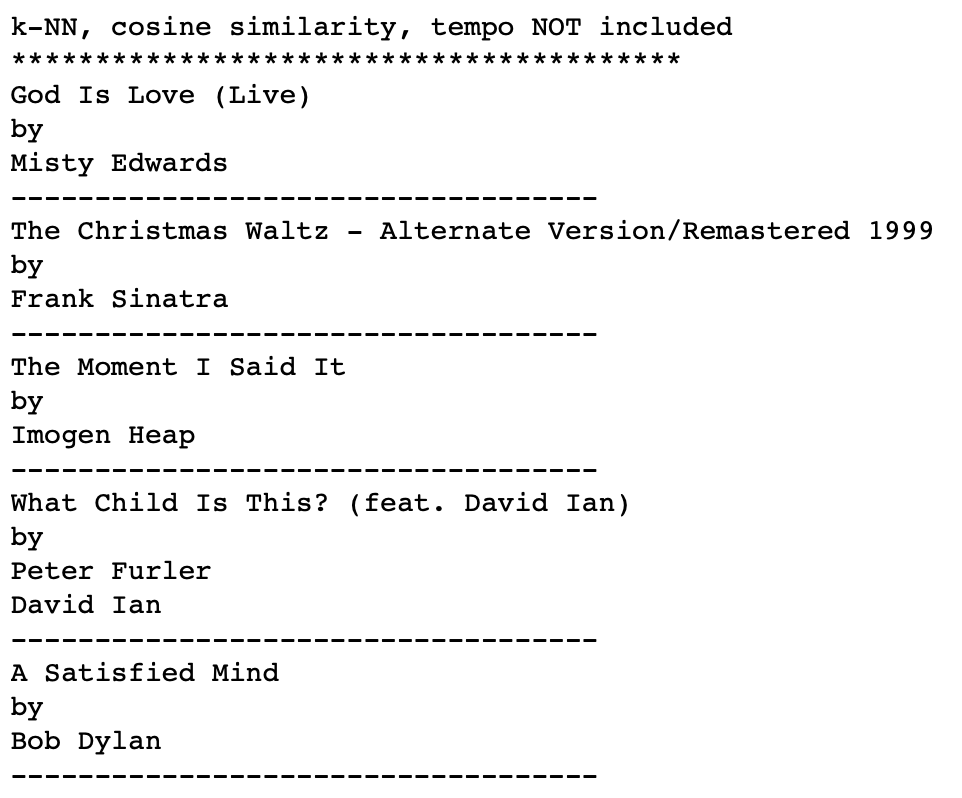 k-NN, cosine similarity, tempo NOT included
****************************************
God Is Love (Live)
by
Misty Edwards
-----------------------------------
The Christmas Waltz - Alternate Version/Remastered 1999
by
Frank Sinatra
-----------------------------------
The Moment I Said It
by
Imogen Heap
-----------------------------------
What Child Is This? (feat. David Ian)
by
Peter Furler
David Ian
-----------------------------------
A Satisfied Mind
by
Bob Dylan
-----------------------------------